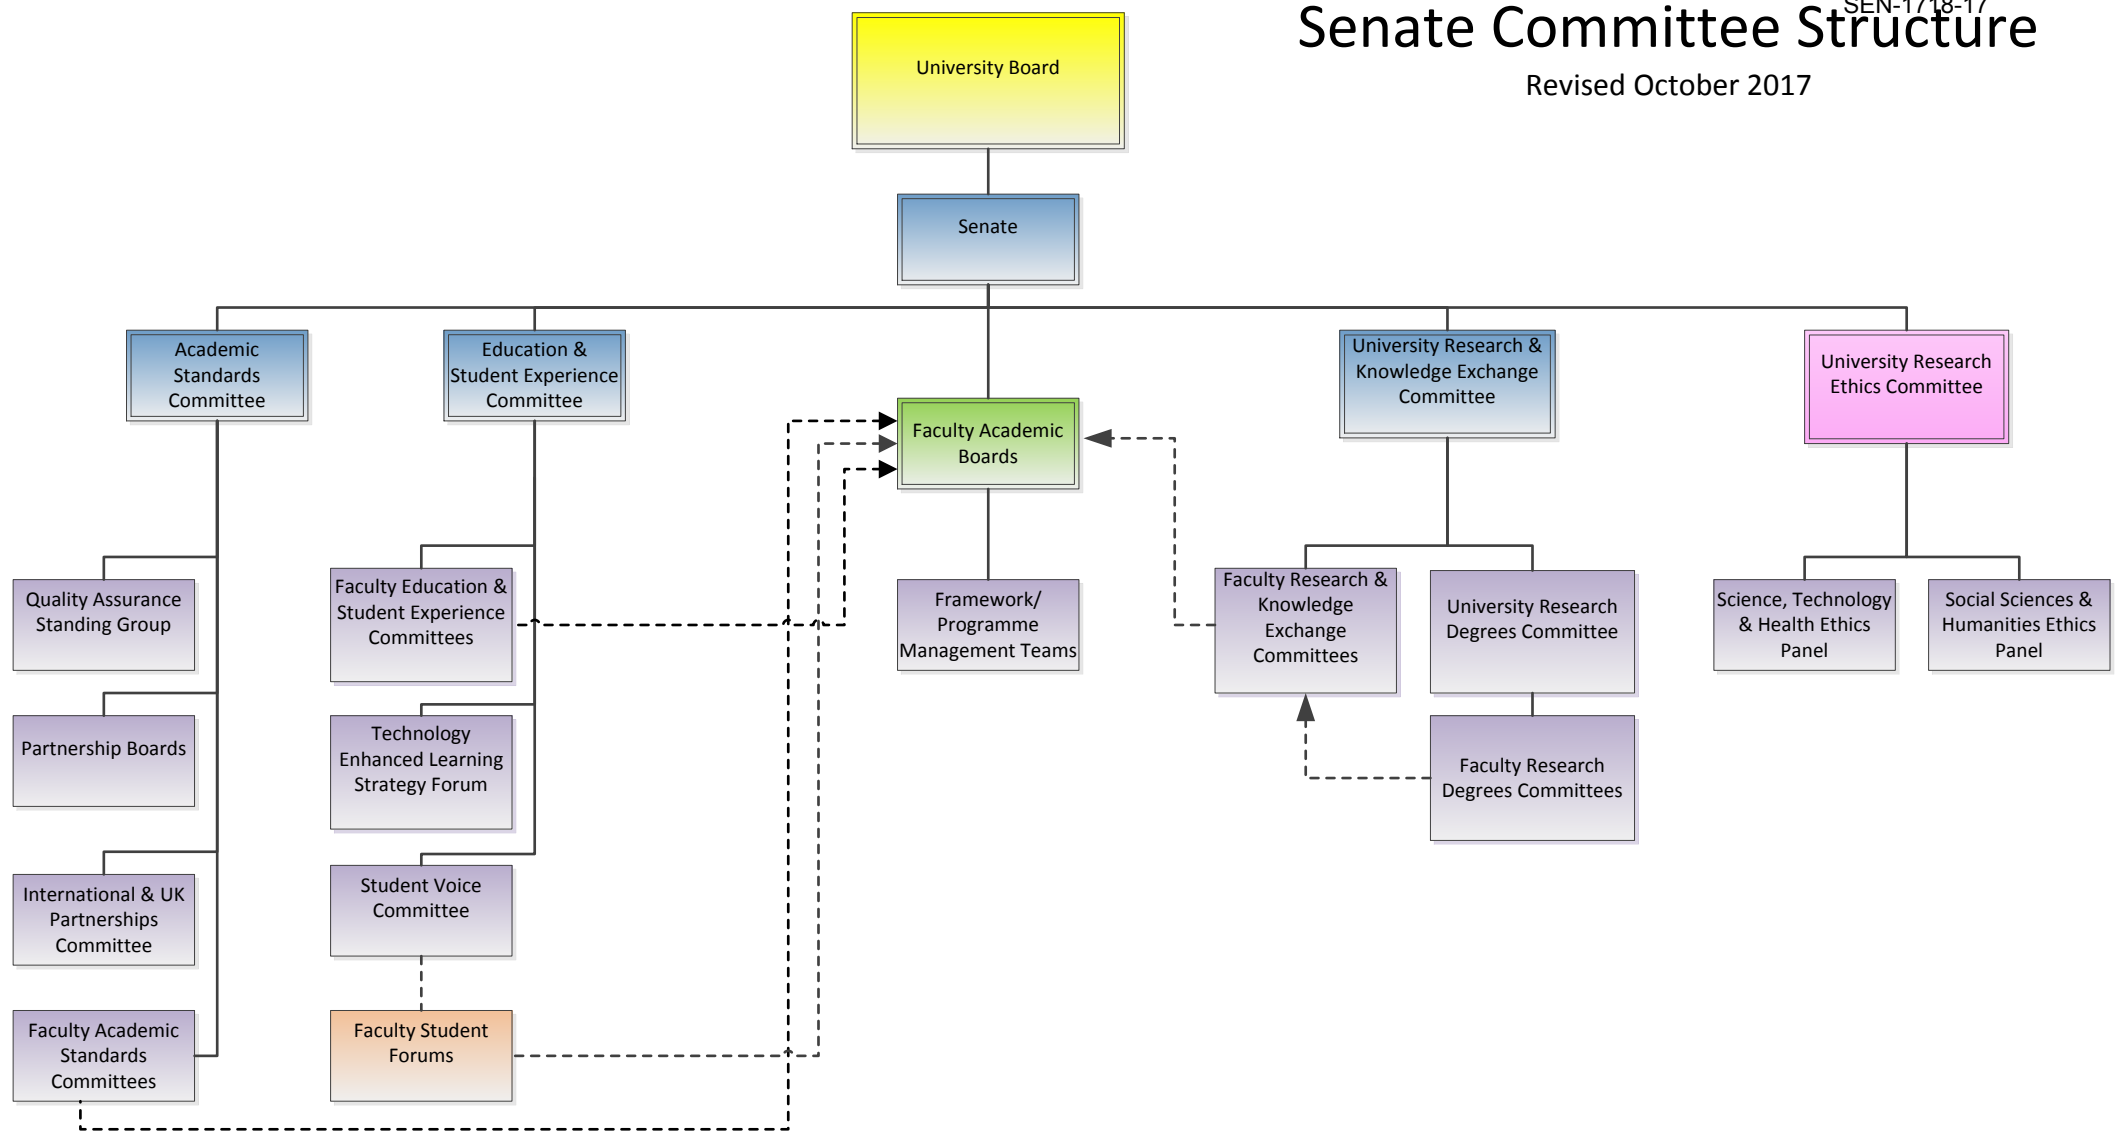 SEN-1718-17
Senate Committee Structure
Revised October 2017
University Board
Senate
Academic
Standards
Committee
Education &
Student Experience
Committee
Faculty Academic
Boards
University Research &
Knowledge Exchange
Committee
University Research
Ethics Committee
Quality Assurance
Standing Group
Partnership Boards
International & UK
Partnerships
Committee
Faculty Academic
Standards
Committees
Faculty Education &
Student Experience
Committees
Technology
Enhanced Learning
Strategy Forum
Student Voice
Committee
Faculty Student
Forums
Framework/
Programme
Management Teams
Faculty Research &
Knowledge
Exchange
Committees
University Research
Degrees Committee
Faculty Research
Degrees Committees
Science, Technology
& Health Ethics
Panel
Social Sciences &
Humanities Ethics
Panel